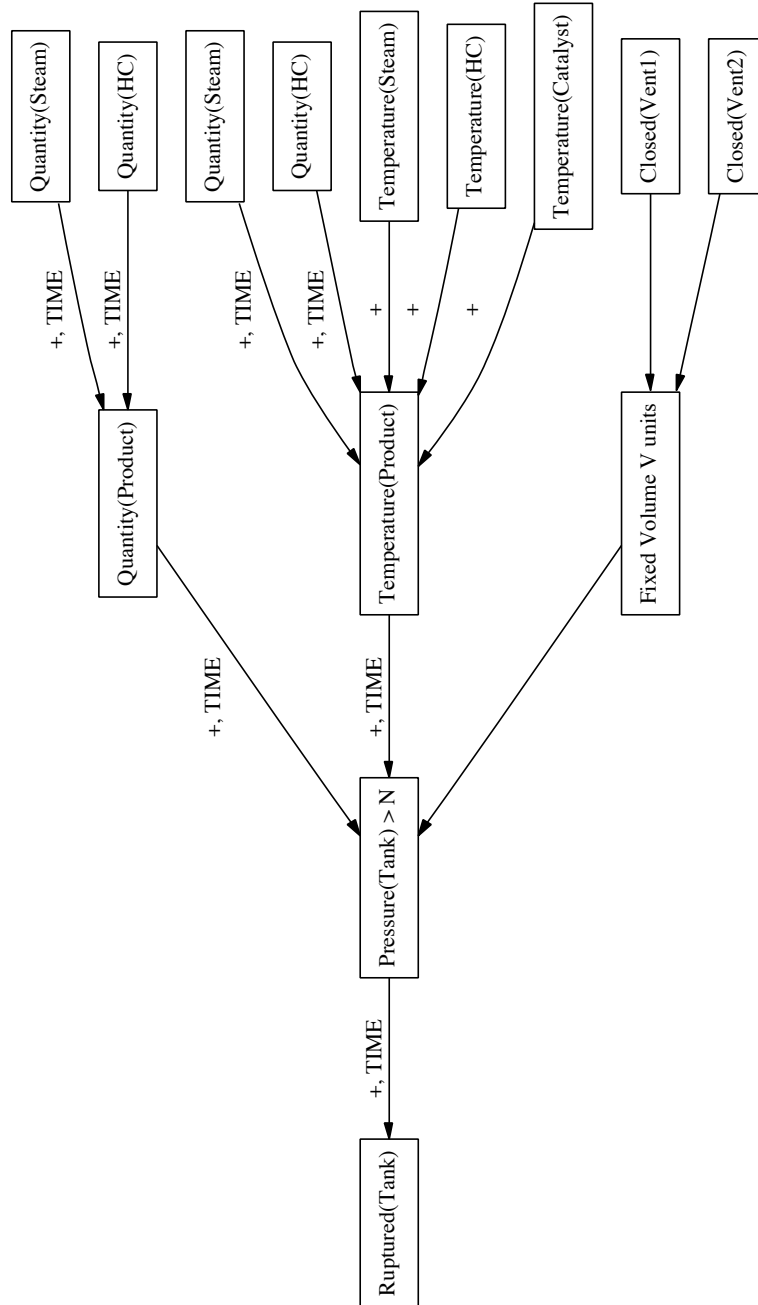 Quantity(Steam)
Quantity(HC)
Quantity(Steam)
Quantity(HC)
Temperature(Steam)
Temperature(HC)
Temperature(Catalyst)
Closed(Vent1)
Closed(Vent2)
+, TIME
+, TIME
+, TIME
+, TIME
+
+
+
Quantity(Product)
Temperature(Product)
Fixed Volume V units
+, TIME
+, TIME
Pressure(Tank) > N
+, TIME
Ruptured(Tank)